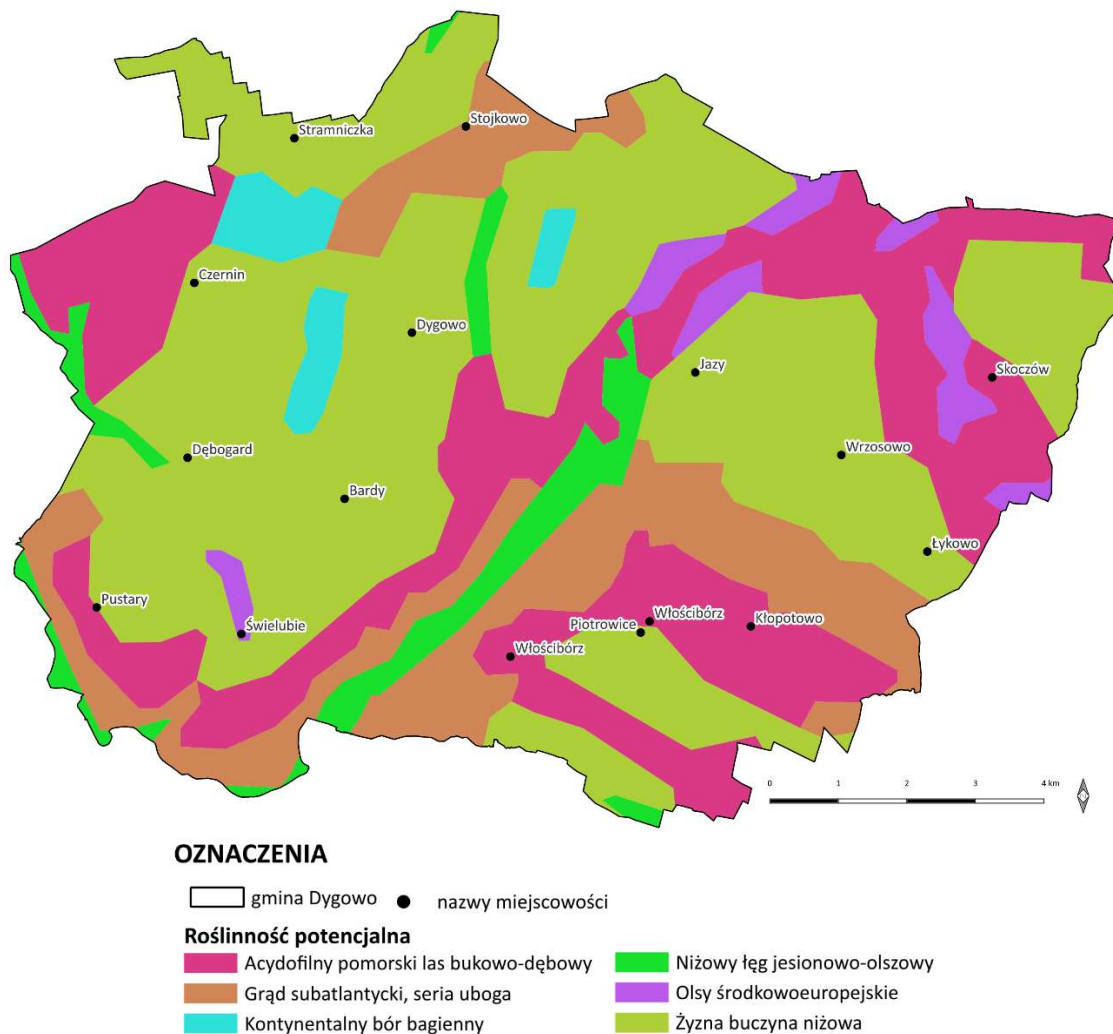 Stramniczka
Stojkowo
Czernin
Dygowo
Jazy
Skoczów
Dębogard
Wrzosowo
Bardy
Łykowo
Pustary
Świelubie
Włościbórz
Piotrowice
Kłopotowo
Włościbórz
0 1 2 3 4 km
OZNACZENIA
gmina Dygowo nazwy miejscowości
Roślinność potencjalna
Acydofilny pomorski las bukowo-dębowy Niżowy łęg jesionowo-olszowy
Grąd subatlantycki, seria uboga Olsy środkowoeuropejskie
Kontynentalny bór bagienny Żyzna buczyna niżowa